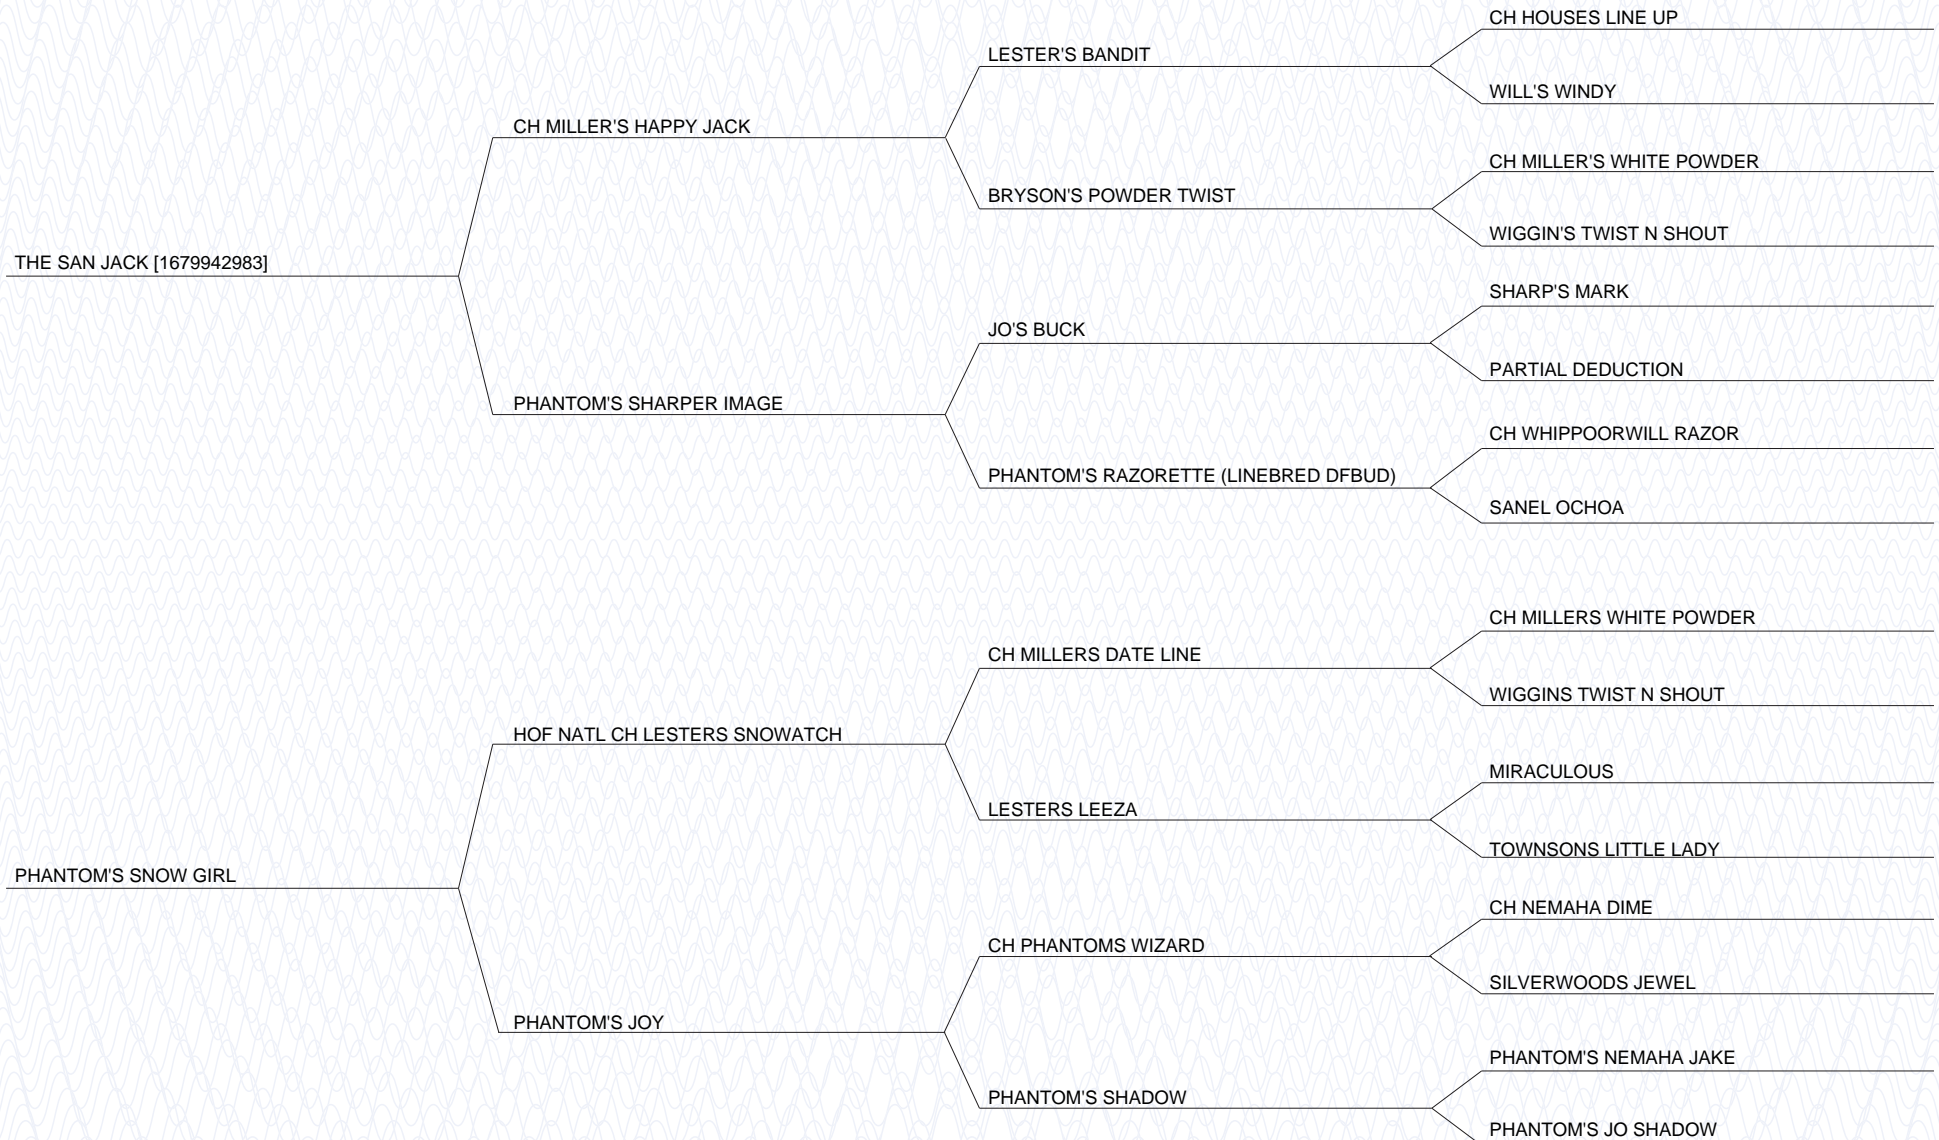 CH HOUSES LINE UP
LESTER'S BANDIT
WILL'S WINDY
CH MILLER'S HAPPY JACK
CH MILLER'S WHITE POWDER
BRYSON'S POWDER TWIST
WIGGIN'S TWIST N SHOUT
THE SAN JACK [1679942983]
SHARP'S MARK
JO'S BUCK
PARTIAL DEDUCTION
PHANTOM'S SHARPER IMAGE
CH WHIPPOORWILL RAZOR
PHANTOM'S RAZORETTE (LINEBRED DFBUD)
SANEL OCHOA
CH MILLERS WHITE POWDER
CH MILLERS DATE LINE
WIGGINS TWIST N SHOUT
HOF NATL CH LESTERS SNOWATCH
MIRACULOUS
LESTERS LEEZA
TOWNSONS LITTLE LADY
PHANTOM'S SNOW GIRL
CH NEMAHA DIME
CH PHANTOMS WIZARD
SILVERWOODS JEWEL
PHANTOM'S JOY
PHANTOM'S NEMAHA JAKE
PHANTOM'S SHADOW
PHANTOM'S JO SHADOW